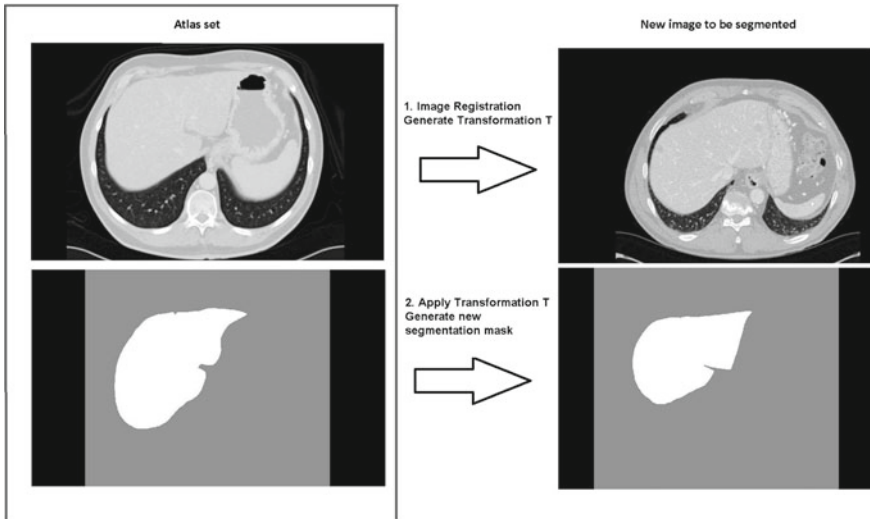 Atlas set
New image to be segmented
1. Image Registration
Generate Transformation T
2. Apply Transformation T
Generate new
segmentation mask